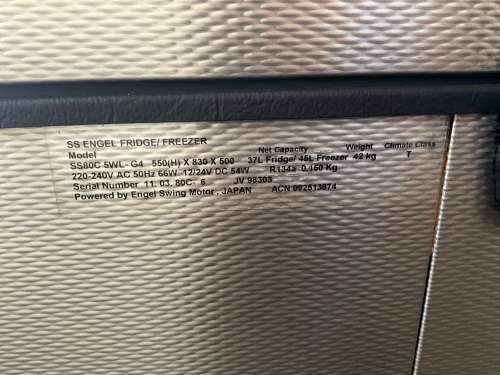 SS ENGEL FRIDGE/ FREEZER
Model Net Capacity Weight Climate Class
SS80C 5WL- G4 550(H) X 830 X 500 37L Fridge/ 45L Freezer 42 kg T
220-240V AC 50Hz 66W 12/24V DC 54W R134a 0.150 Kg
Serial Number 11. 03. 80C- 6 JV 98303
Powered by Engel Swing Motor , JAPAN ACN 092513874